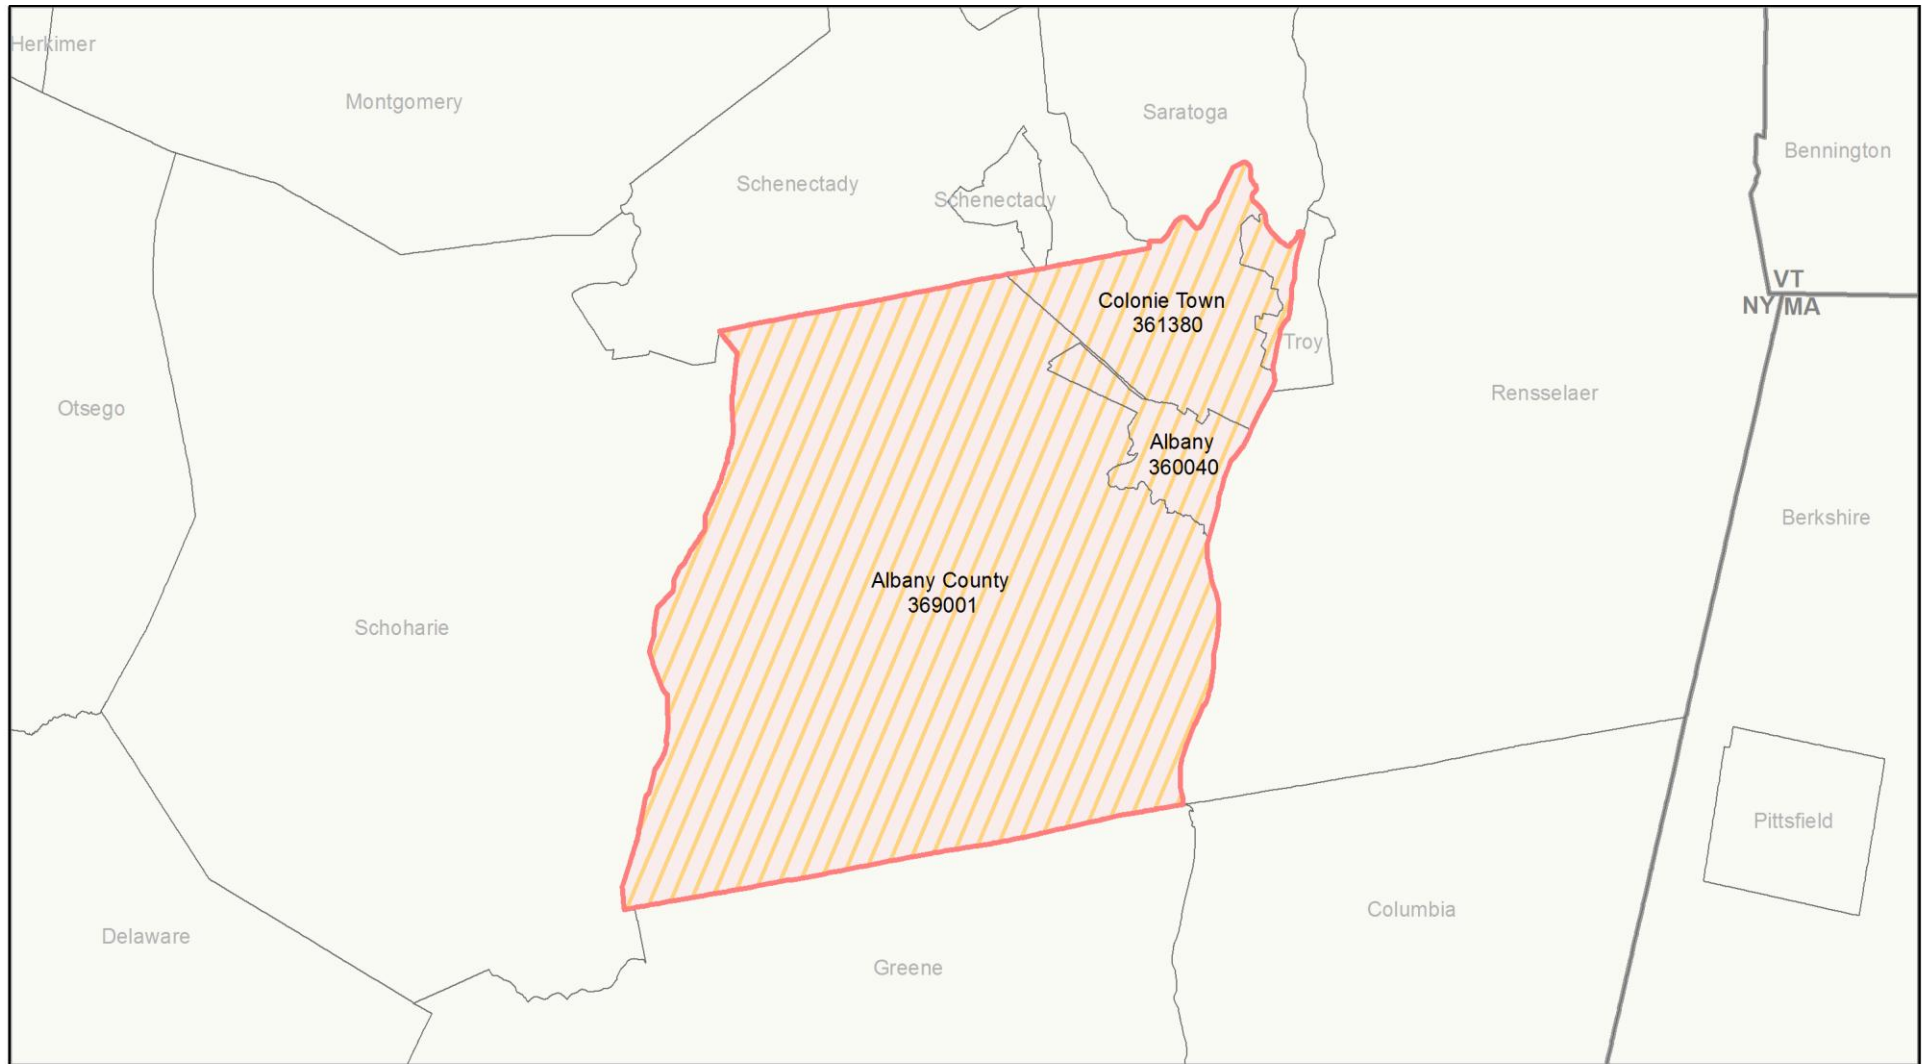 Herkimer
Montgomery
Saratoga
Bennington
Schenectady
Schenectady
VT
NY
MA
Colonie Town
361380
Troy
Rensselaer
Otsego
Albany
360040
Berkshire
Albany County
369001
Schoharie
Pittsfield
Columbia
Delaware
Greene